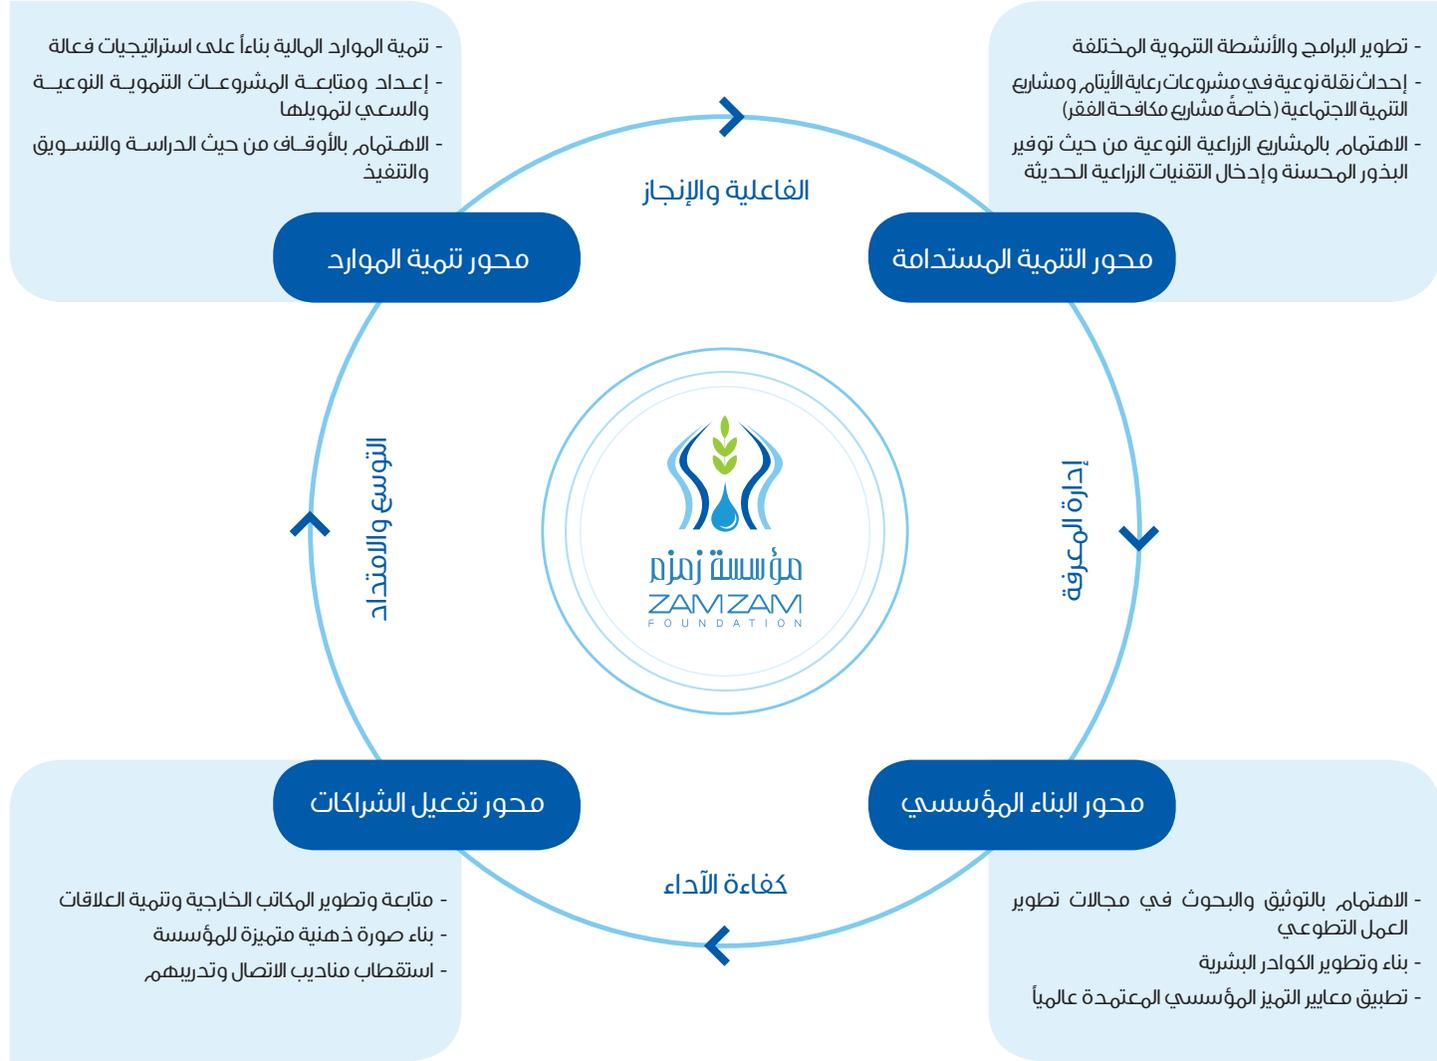 - تطوير البرامج والأنشطة التنموية المختلفة
- إحداث نقلة نوعية في مشروعات رعاية الأيتام ومشاريع
التنمية الاجتماعية (خاصةً مشاريع مكافحة الفقر)
- الاهتمام بالمشاريع الزراعية النوعية من حيث توفير
البذور المحسنة وإدخال التقنيات الزراعية الحديثة
محور التنمية المستدامة
- تنمية الموارد المالية بناءاً على استراتيجيات فعالة
- إعداد ومتابعة المشروعات التنموية النوعية
والسعي لتمويلها
- الاهتمام بالأوقاف من حيث الدراسة والتسويق
والتنفيذ
محور تنمية الموارد
الفاعلية والإنجاز
إدارة المعرفة
مؤسسة زمزم
ZAMZAM
FOUNDATION
التوسع والامتداد
كفاءة الآداء
محور البناء المؤسسي
- الاهتمام بالتوثيق والبحوث في مجالات تطوير
العمل التطوعي
- بناء وتطوير الكوادر البشرية
- تطبيق معايير التميز المؤسسي المعتمدة عالمياً
محور تفعيل الشراكات
- متابعة وتطوير المكاتب الخارجية وتنمية العلاقات
- بناء صورة ذهنية متميزة للمؤسسة
- استقطاب مناديب الاتصال وتدريبهم